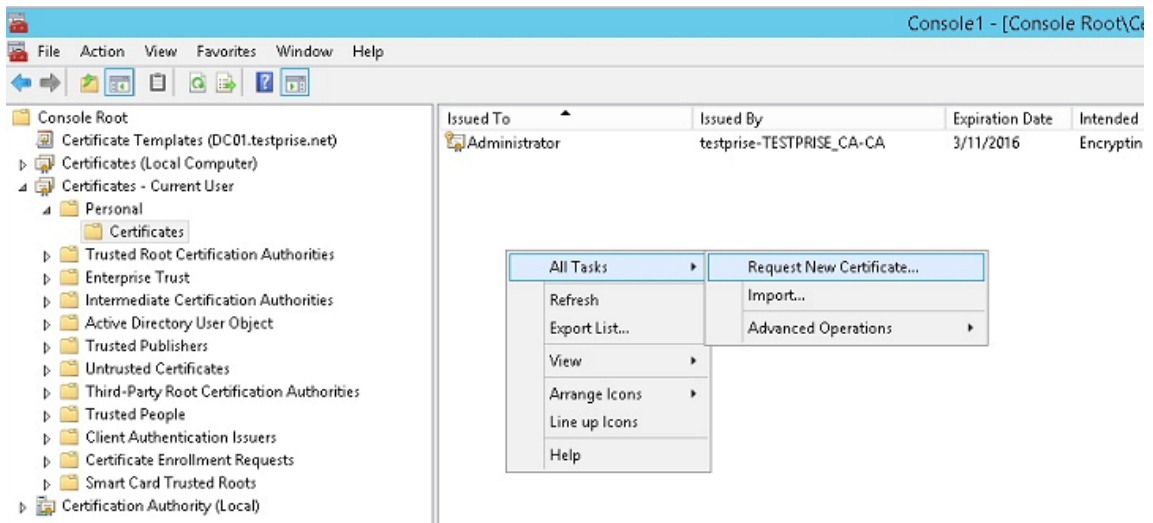 Console1 - [Console Root\Ce
File Action View Favorites Window Help
Console Root
Certificate Templates (DC01.testprise.net)
Certificates (Local Computer)
Certificates - Current User
Personal
Certificates
Trusted Root Certification Authorities
Enterprise Trust
Intermediate Certification Authorities
Active Directory User Object
Trusted Publishers
Untrusted Certificates
Third-Party Root Certification Authorities
Trusted People
Client Authentication Issuers
Certificate Enrollment Requests
Smart Card Trusted Roots
Certification Authority (Local)
Issued To Issued By Expiration Date Intended
Administrator testprise-TESTPRISE_CA-CA 3/11/2016 Encryptin
All Tasks
Refresh
Export List...
View
Arrange Icons
Line up Icons
Help
Request New Certificate...
Import...
Advanced Operations